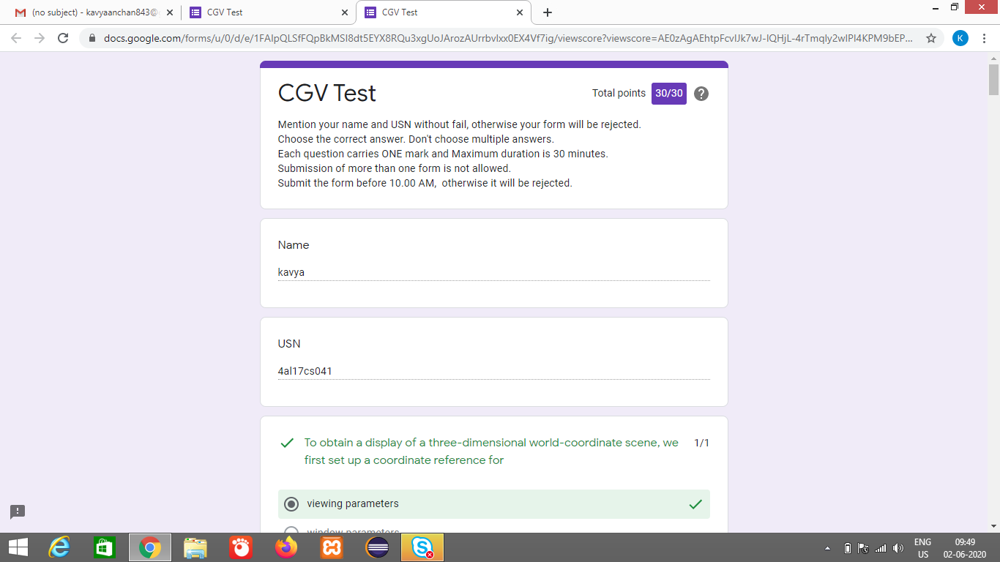 (no subject) - kavyaanchan843@
CGV Test
CGV Test
docs.google.com/forms/u/0/d/e/1FAIpQLSfFQpBkMSI8dt5EYX8RQu3xgUoJArozAUrrbvlxx0EX4Vf7ig/viewscore?viewscore=AE0zAgAEhtpFcvlJk7wJ-IQHjL-4rTmqly2wlPl4KPM9bEP...
K
CGV Test
Total points 30/30
Mention your name and USN without fail, otherwise your form will be rejected.
Choose the correct answer. Don't choose multiple answers.
Each question carries ONE mark and Maximum duration is 30 minutes.
Submission of more than one form is not allowed.
Submit the form before 10.00 AM,  otherwise it will be rejected.
Name
kavya
USN
4al17cs041
To obtain a display of a three-dimensional world-coordinate scene, we 1/1
first set up a coordinate reference for
viewing parameters
window parameters
ENG 09:49
US 02-06-2020